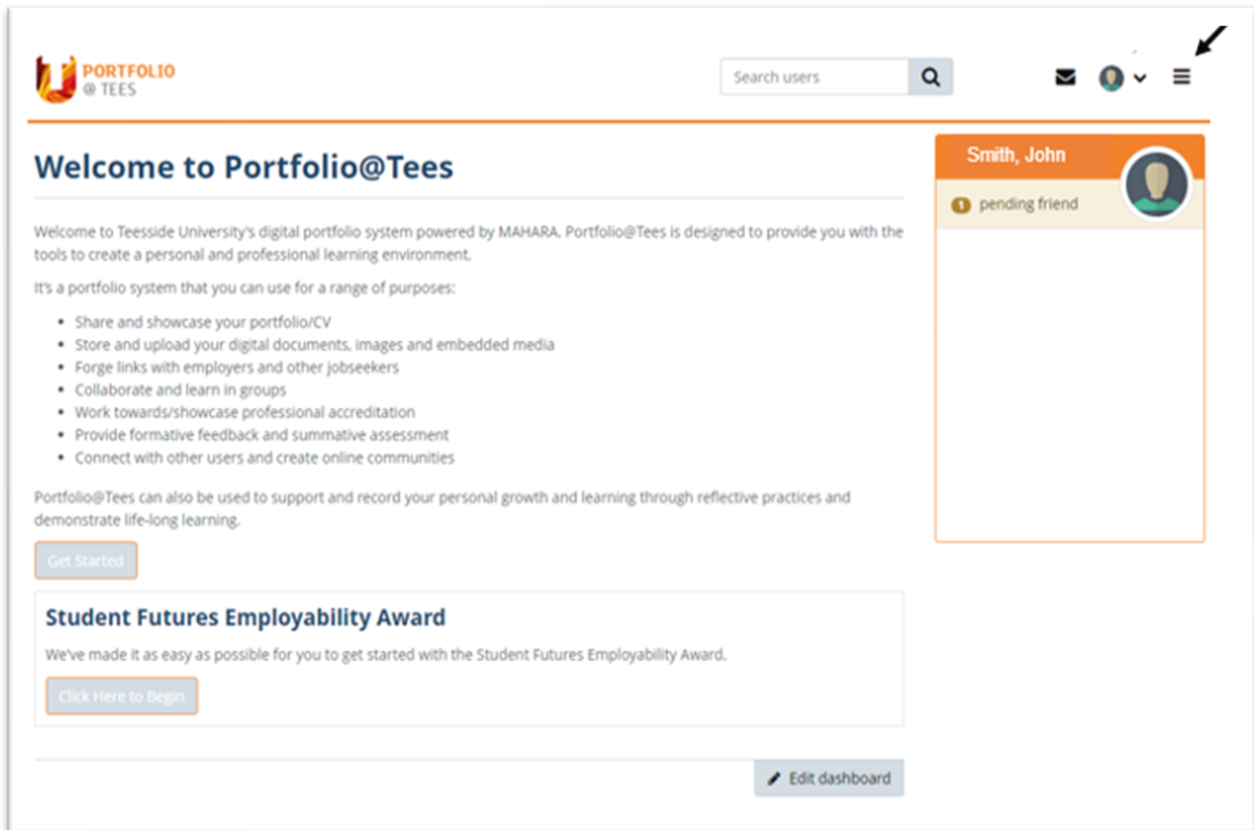 PORTFOLIO
@ TEES
Search users
Welcome to Portfolio@Tees
Welcome to Teesside University's digital portfolio system powered by MAHARA. Portfolio@Tees is designed to provide you with the
tools to create a personal and professional learning environment.
It's a portfolio system that you can use for a range of purposes:
• Share and showcase your portfolio/CV
• Store and upload your digital documents, images and embedded media
• Forge links with employers and other jobseekers
• Collaborate and learn in groups
• Work towards/showcase professional accreditation
• Provide formative feedback and summative assessment
• Connect with other users and create online communities
Portfolio@Tees can also be used to support and record your personal growth and learning through reflective practices and
demonstrate life-long learning.
Get Started
Student Futures Employability Award
We've made it as easy as possible for you to get started with the Student Futures Employability Award.
Click Here to Begin
Edit dashboard
Smith, John
1 pending friend